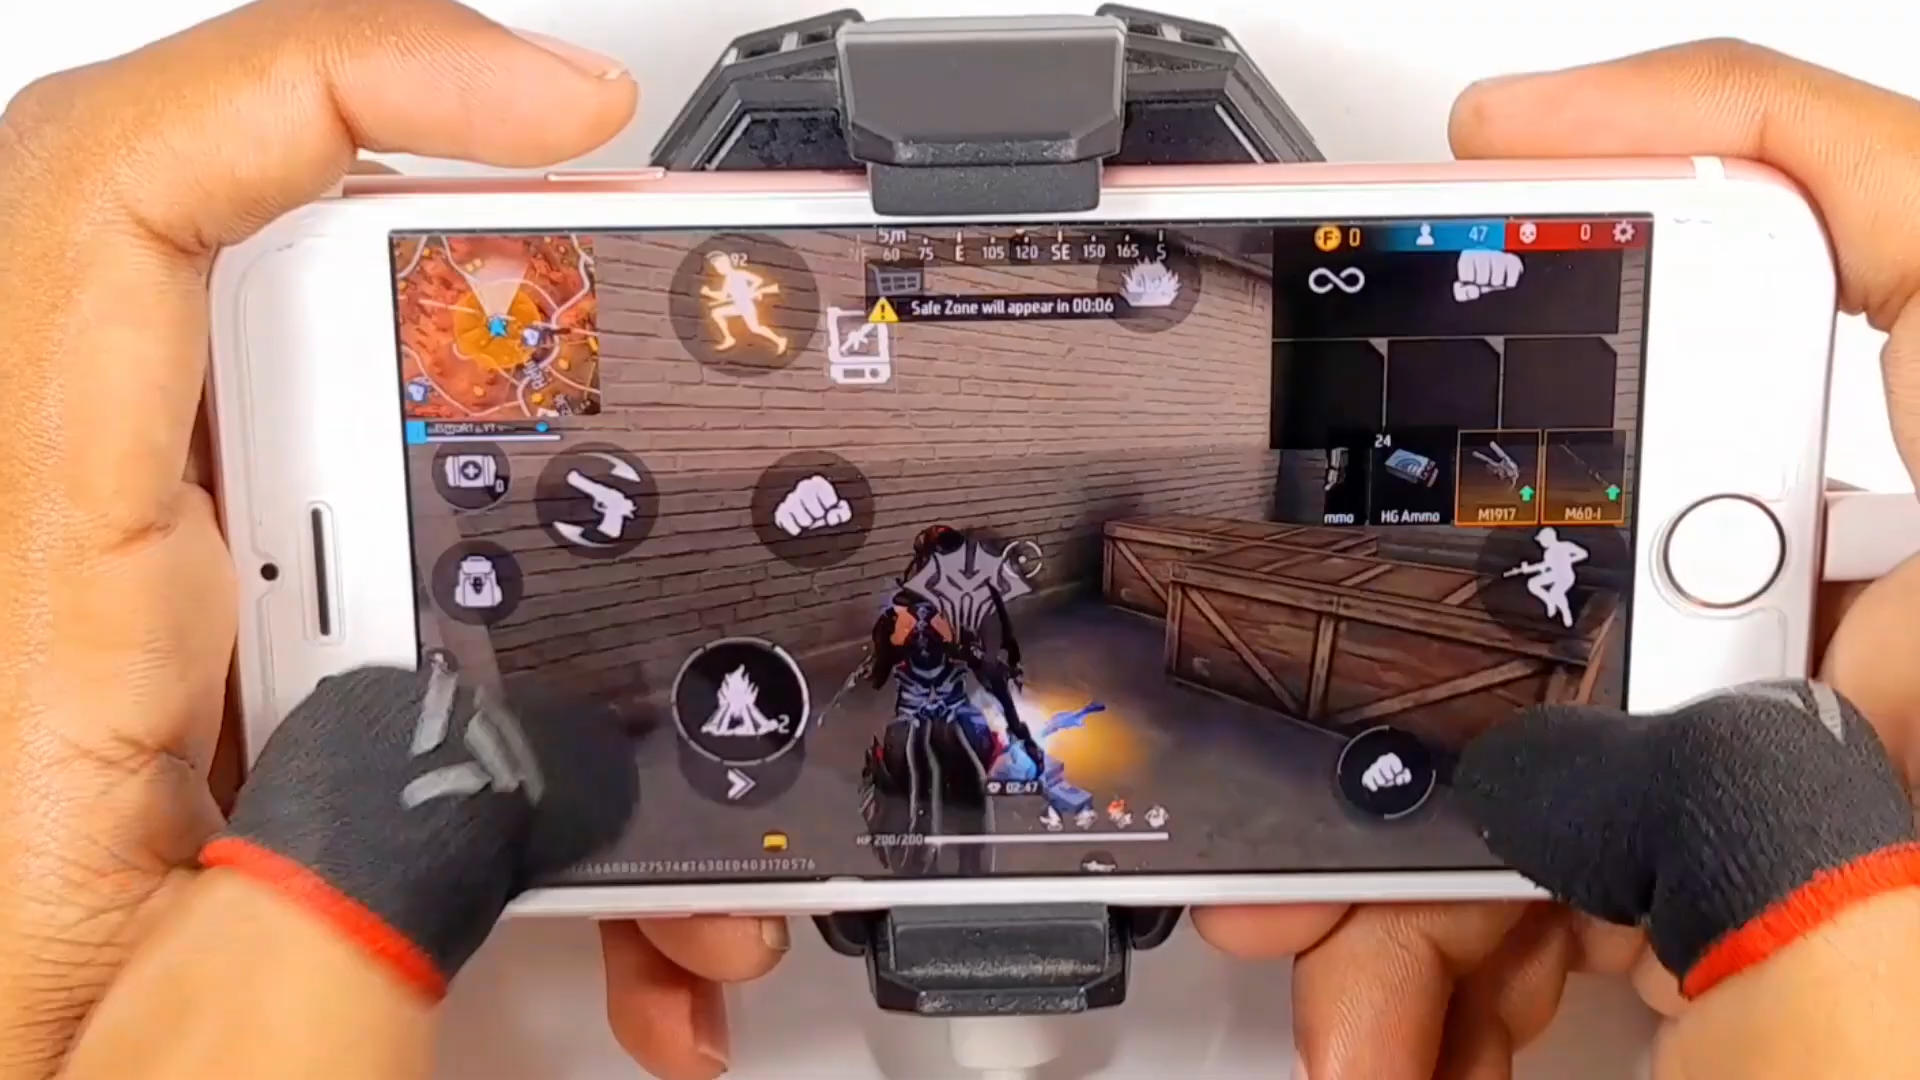 92
5m
60 75 E 105 120 SE 150 165 S
Safe Zone will appear in 00:06
F 0
47
0
0
24
mmo
HG Ammo
M1917
M60-I
2
02:47
HP 200/200